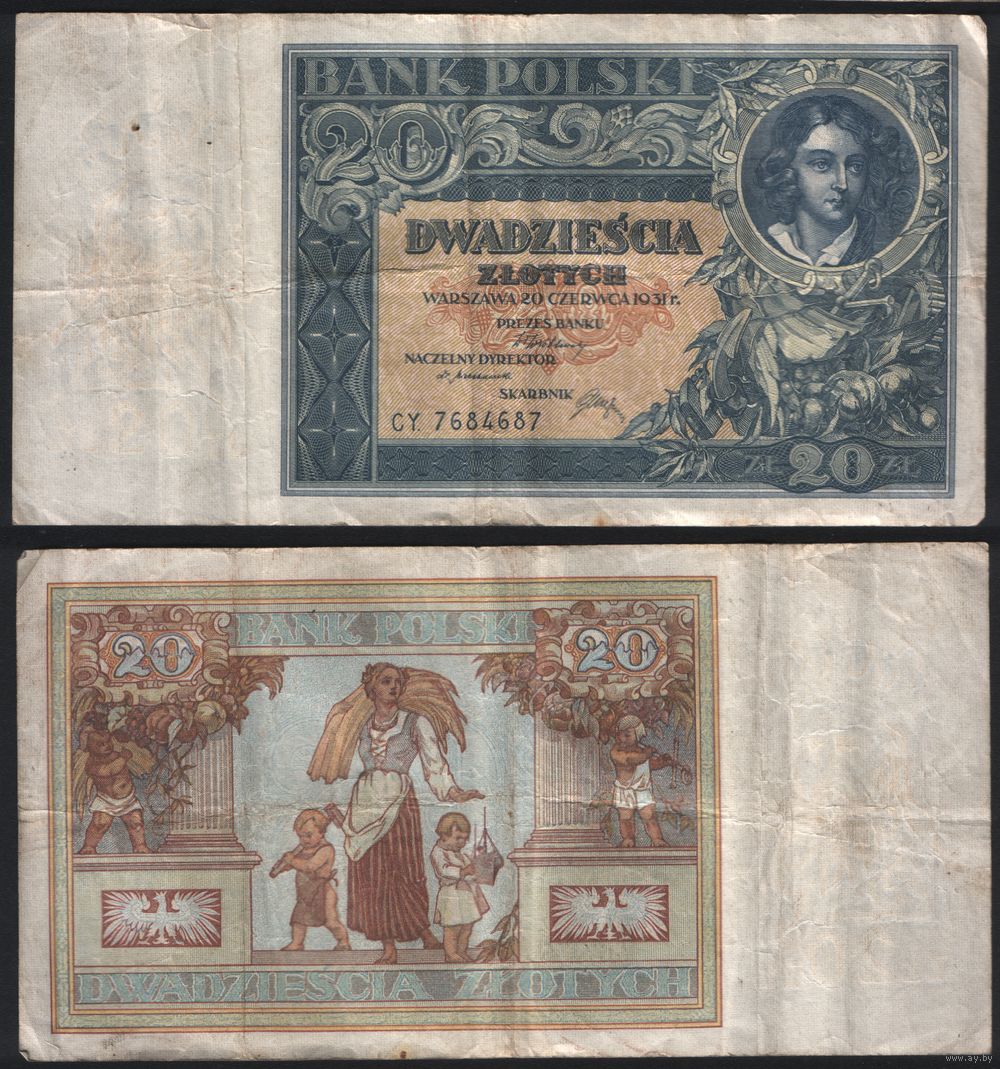 BANK POLSKI
20
DWADZIEŚCIA
ZŁOTYCH
WARSZAWA 20 CZERWCA 1931 r.
PREZES BANKU
NACZELNY DYREKTOR
SKARBNIK
CY. 7684687
ZŁ 20 ZŁ
20 BANK POLSKI 20
DWADZIEŚCIA ZŁOTYCH
www.ay.by